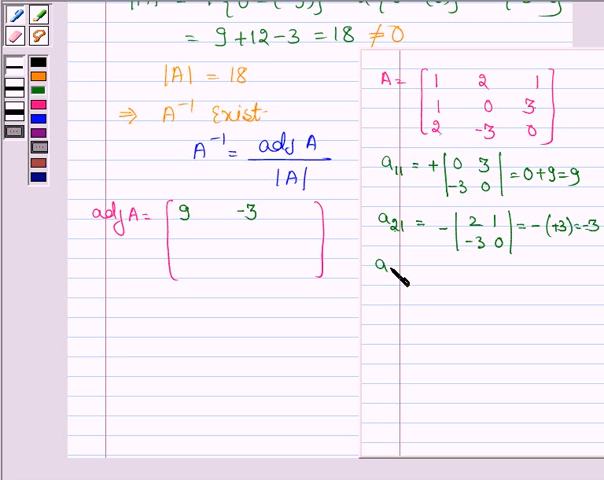 = 9 + 12 - 3 = 18 ≠ 0
|A| = 18
⇒ A⁻¹ Exist
A⁻¹ = adj A / |A|
adj A = [ 9 -3 ]
A = [ 1 2 1
1 0 3
2 -3 0 ]
a₁₁ = + | 0 3 |
| -3 0 | = 0 + 9 = 9
a₂₁ = - | 2 1 |
| -3 0 | = - (+3) = -3
a